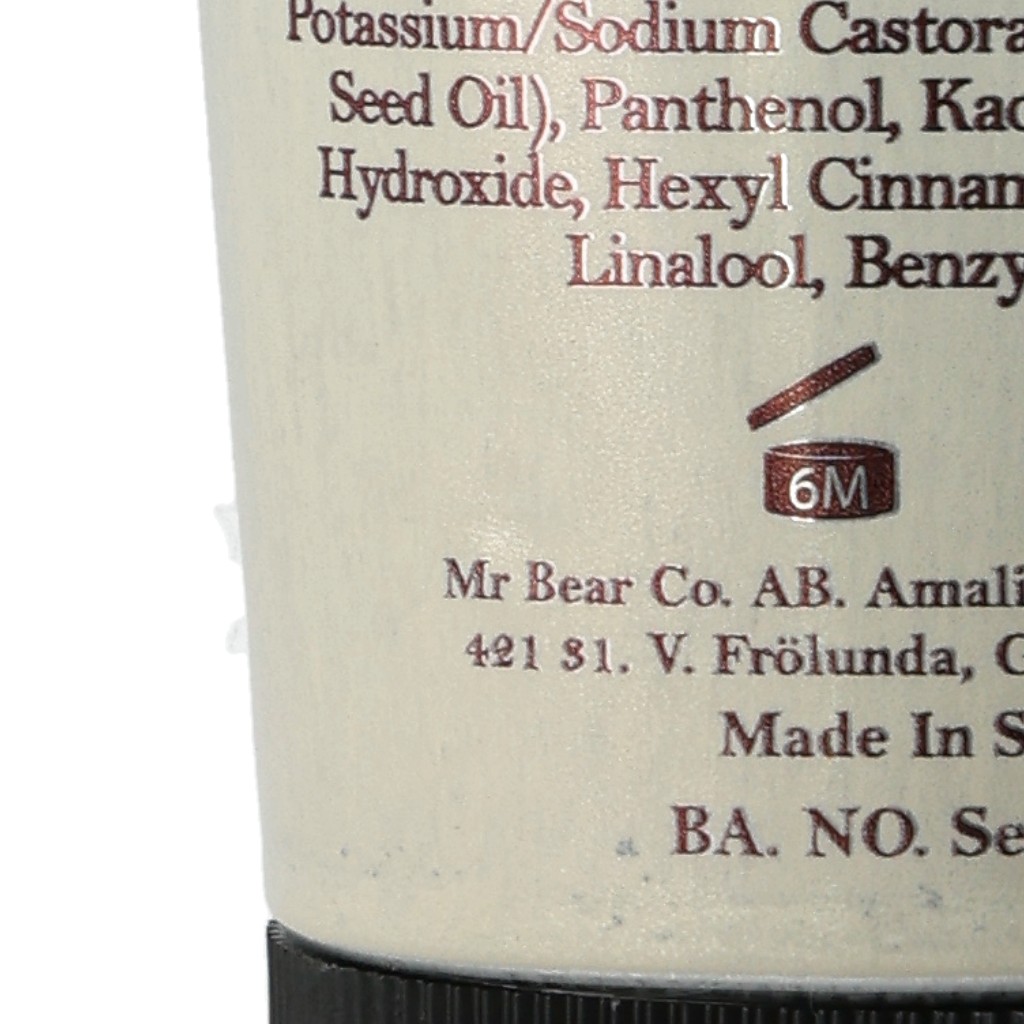 Potassium/Sodium Castora
Seed Oil), Panthenol, Kao
Hydroxide, Hexyl Cinnam
Linalool, Benzy
6M
Mr Bear Co. AB. Amali
421 31. V. Frölunda, G
Made In S
BA. NO. Se